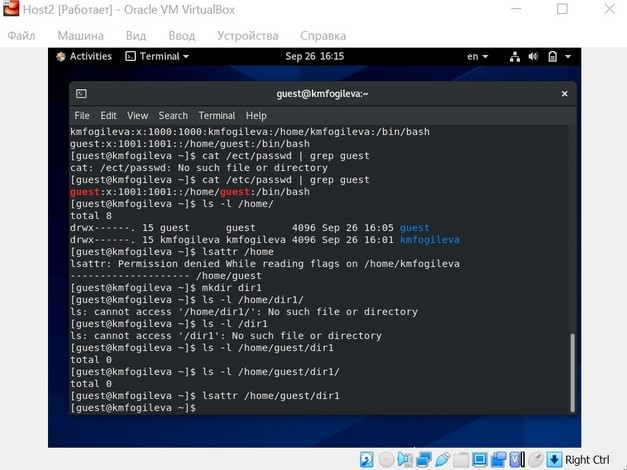 Host2 [Работает] - Oracle VM VirtualBox
Файл Машина Вид Ввод Устройства Справка
Activities Terminal Sep 26 16:15 en
guest@kmfogileva:~
File Edit View Search Terminal Help
kmfogileva:x:1000:1000:kmfogileva:/home/kmfogileva:/bin/bash
guest:x:1001:1001::/home/guest:/bin/bash
[guest@kmfogileva ~]$ cat /ect/passwd | grep guest
cat: /ect/passwd: No such file or directory
[guest@kmfogileva ~]$ cat /etc/passwd | grep guest
guest:x:1001:1001::/home/guest:/bin/bash
[guest@kmfogileva ~]$ ls -l /home/
total 8
drwx------. 15 guest      guest      4096 Sep 26 16:05 guest
drwx------. 15 kmfogileva kmfogileva 4096 Sep 26 16:01 kmfogileva
[guest@kmfogileva ~]$ lsattr /home
lsattr: Permission denied While reading flags on /home/kmfogileva
-------------------- /home/guest
[guest@kmfogileva ~]$ mkdir dir1
[guest@kmfogileva ~]$ ls -l /home/dir1/
ls: cannot access '/home/dir1/': No such file or directory
[guest@kmfogileva ~]$ ls -l /dir1
ls: cannot access '/dir1': No such file or directory
[guest@kmfogileva ~]$ ls -l /home/guest/dir1
total 0
[guest@kmfogileva ~]$ ls -l /home/guest/dir1/
total 0
[guest@kmfogileva ~]$ lsattr /home/guest/dir1
[guest@kmfogileva ~]$
Right Ctrl